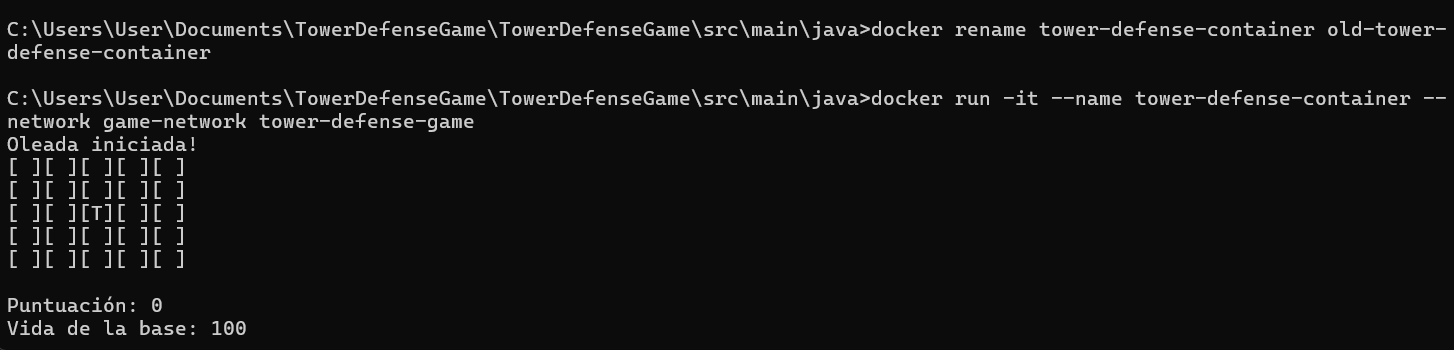 C:\Users\User\Documents\TowerDefenseGame\TowerDefenseGame\src\main\java>docker rename tower-defense-container old-tower-
defense-container
C:\Users\User\Documents\TowerDefenseGame\TowerDefenseGame\src\main\java>docker run -it --name tower-defense-container --
network game-network tower-defense-game
Oleada iniciada!
[ ][ ][ ][ ][ ]
[ ][ ][ ][ ][ ]
[ ][ ][T][ ][ ]
[ ][ ][ ][ ][ ]
[ ][ ][ ][ ][ ]
Puntuación: 0
Vida de la base: 100